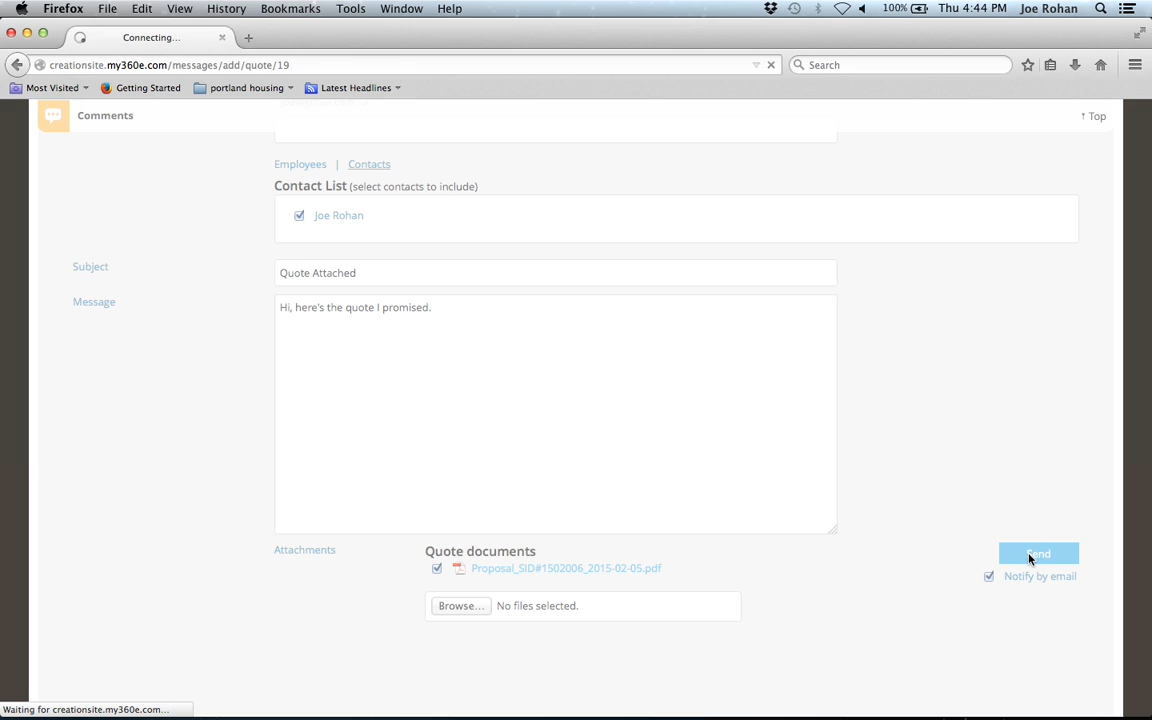 Firefox File Edit View History Bookmarks Tools Window Help 100% Thu 4:44 PM Joe Rohan
Connecting...
creationsite.my360e.com/messages/add/quote/19 Search
Most Visited Getting Started portland housing Latest Headlines
Comments ↑ Top
Employees | Contacts
Contact List (select contacts to include)
Joe Rohan
Subject Quote Attached
Message Hi, here's the quote I promised.
Attachments Quote documents Send
Proposal_SID#1502006_2015-02-05.pdf Notify by email
Browse... No files selected.
Waiting for creationsite.my360e.com...